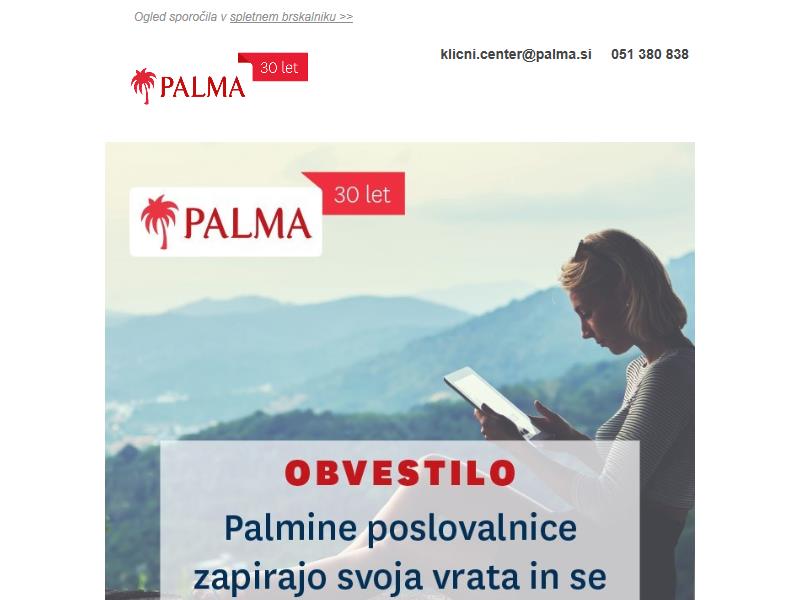 Ogled sporočila v spletnem brskalniku >>
klicni.center@palma.si 051 380 838
PALMA 30 let
PALMA 30 let
OBVESTILO
Palmine poslovalnice
zapirajo svoja vrata in se